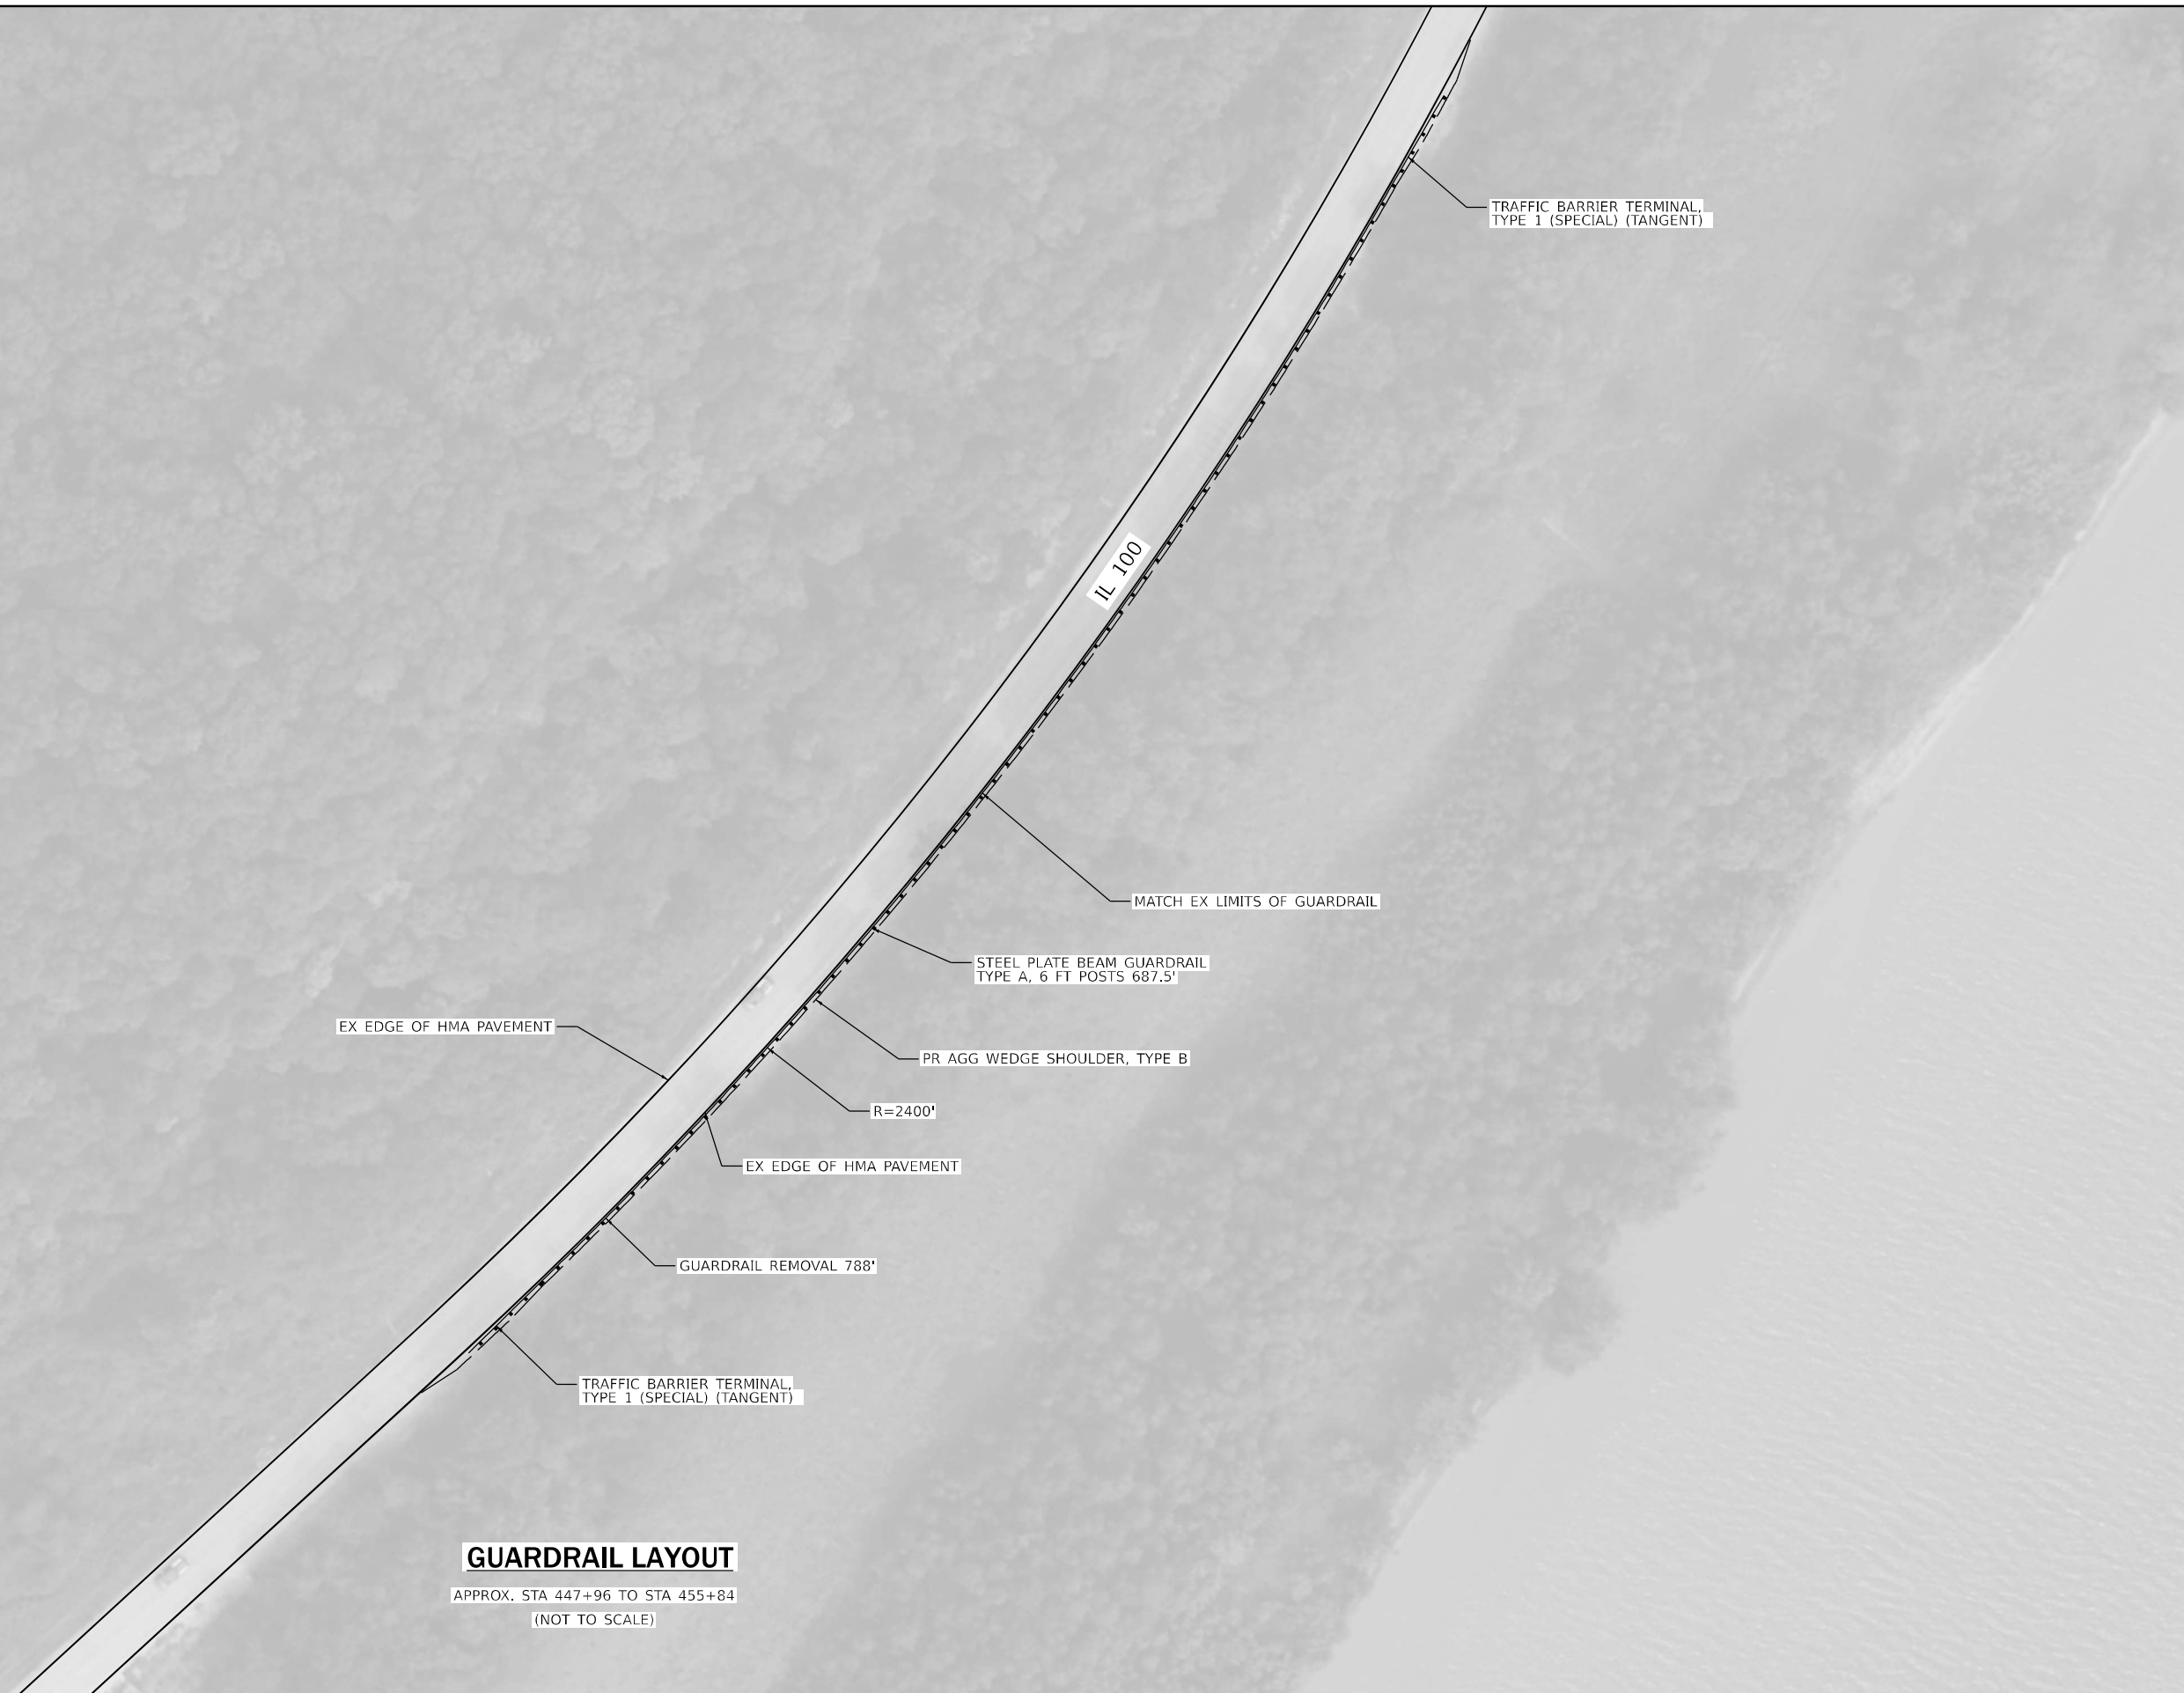 TRAFFIC BARRIER TERMINAL,
TYPE 1 (SPECIAL) (TANGENT)
IL 100
MATCH EX LIMITS OF GUARDRAIL
STEEL PLATE BEAM GUARDRAIL
TYPE A, 6 FT POSTS 687.5'
EX EDGE OF HMA PAVEMENT
PR AGG WEDGE SHOULDER, TYPE B
R=2400'
EX EDGE OF HMA PAVEMENT
GUARDRAIL REMOVAL 788'
TRAFFIC BARRIER TERMINAL,
TYPE 1 (SPECIAL) (TANGENT)
GUARDRAIL LAYOUT
APPROX. STA 447+96 TO STA 455+84
(NOT TO SCALE)